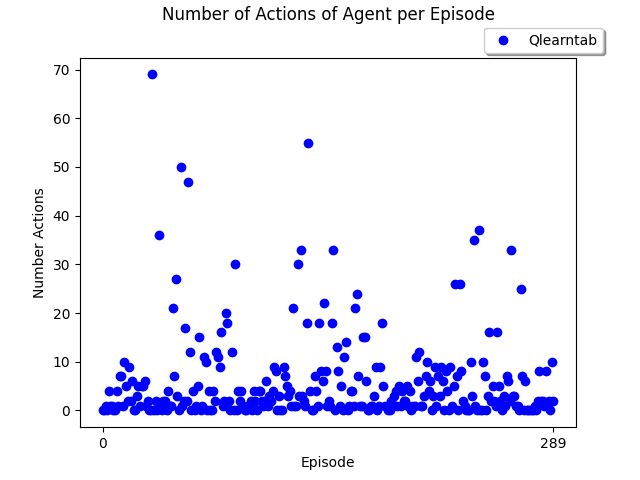 Number of Actions of Agent per Episode
Qlearntab
70
60
50
40
30
20
10
0
Number Actions
0 289
Episode